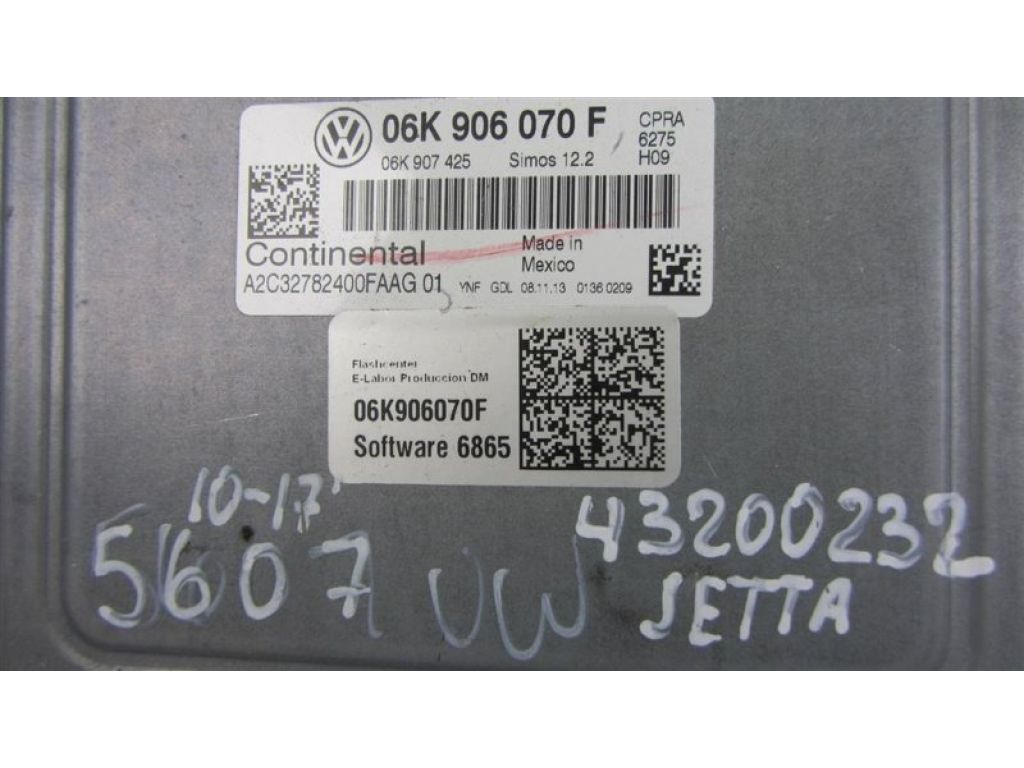 06K 906 070 F
CPRA
6275
H09
06K 907 425 Simos 12.2
Continental
Made in
Mexico
A2C32782400FAAG 01 YNF GDL 08.11.13 0136 0209
Flashcenter
E-Labor Produccion DM
06K906070F
Software 6865
10-17
5607 VW
43200232
JETTA